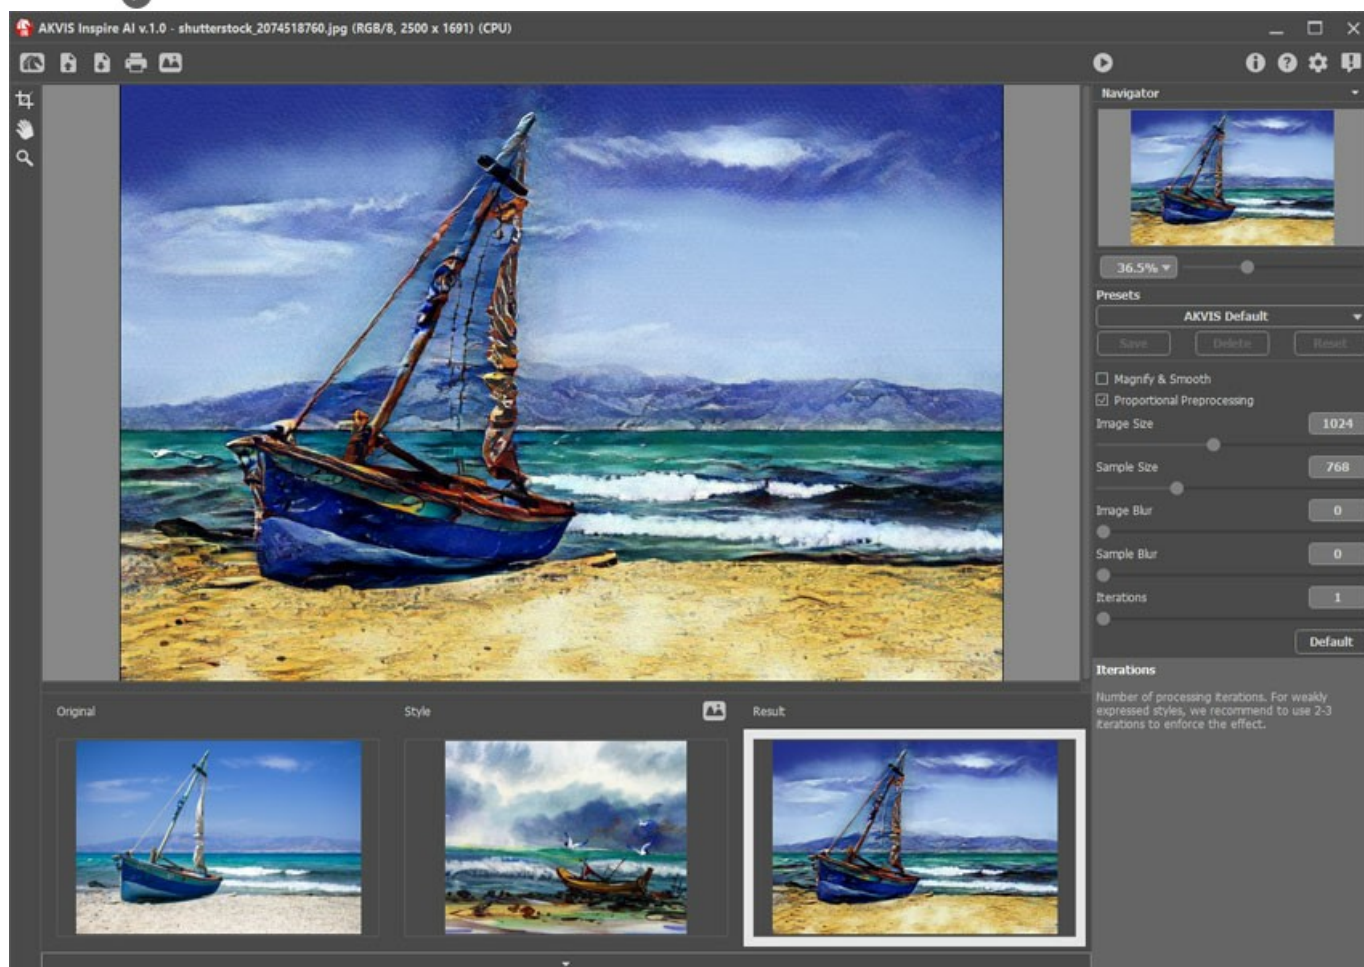 AKVIS Inspire AI v.1.0 - shutterstock_2074518760.jpg (RGB/8, 2500 x 1691) (CPU)
Navigator
36.5%
Presets
AKVIS Default
Save Delete Reset
Magnify & Smooth
Proportional Preprocessing
Image Size 1024
Sample Size 768
Image Blur 0
Sample Blur 0
Iterations 1
Default
Iterations
Number of processing iterations. For weakly
expressed styles, we recommend to use 2-3
iterations to enforce the effect.
Original Style Result